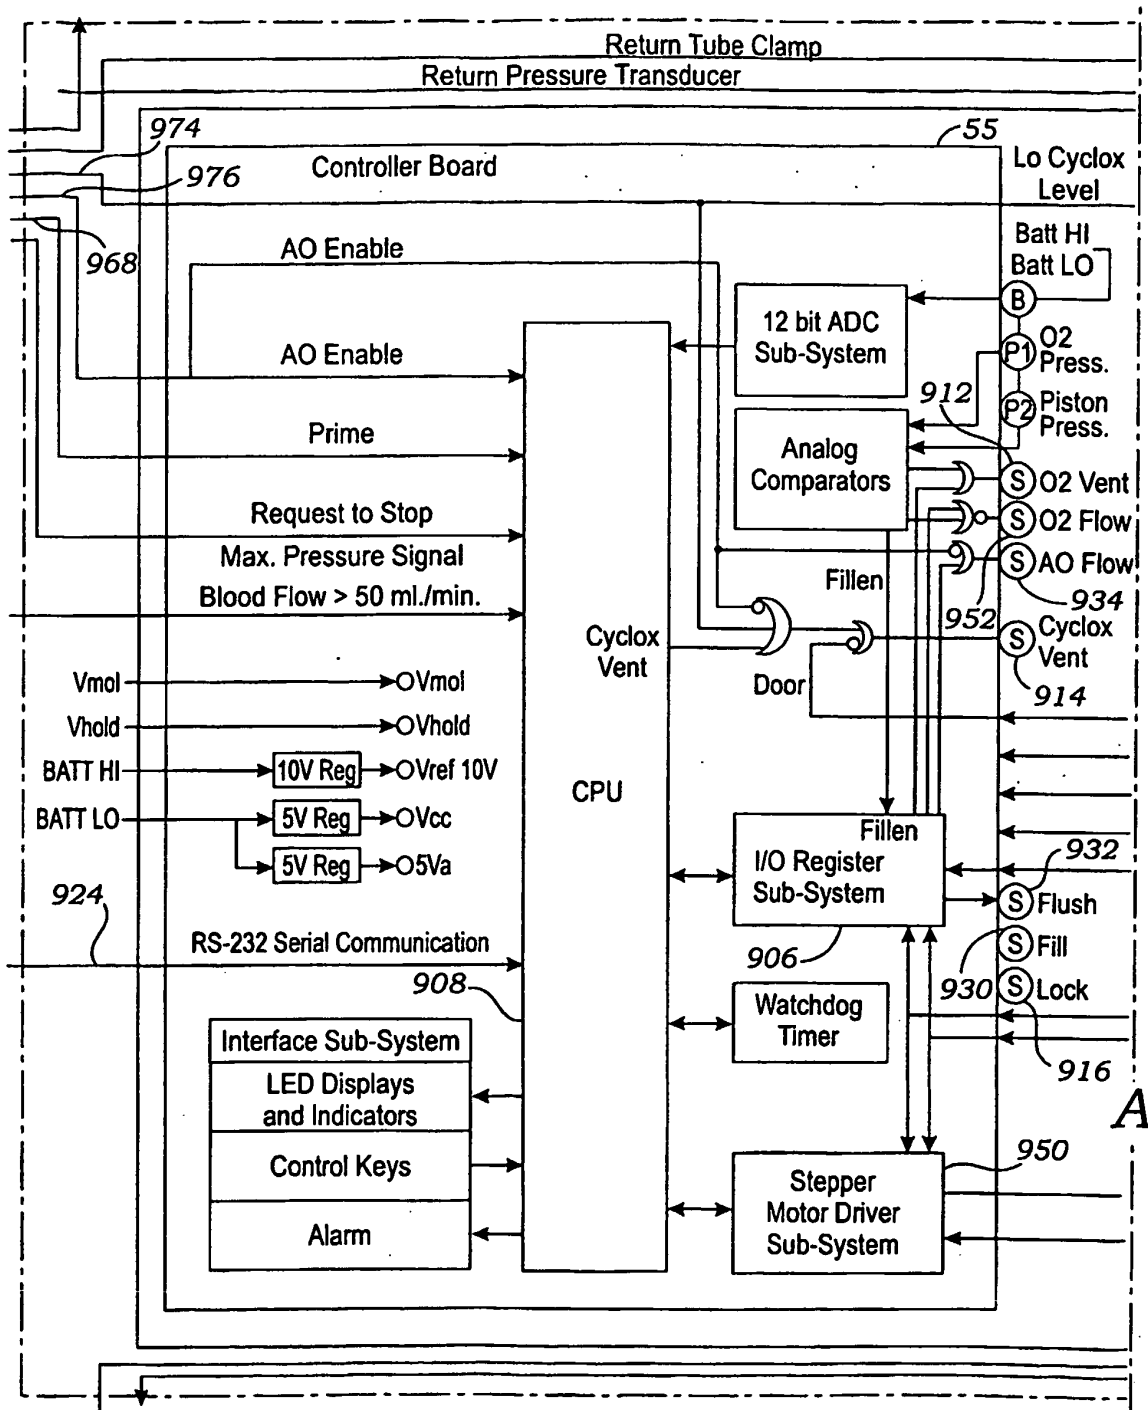 Return Tube Clamp
Return Pressure Transducer
974
55
976
Controller Board
Lo Cyclox
Level
968
AO Enable
Batt HI
Batt LO
B
12 bit ADC
Sub-System
AO Enable
P1
O2
Press.
912
P2
Piston
Press.
Prime
Analog
Comparators
S
O2 Vent
Request to Stop
S
O2 Flow
Max. Pressure Signal
Fillen
S
AO Flow
Blood Flow > 50 ml./min.
952
934
Cyclox
Vent
S
Cyclox
Vent
Door
914
Vmol
Vmol
Vhold
Vhold
BATT HI
10V Reg
Vref 10V
CPU
BATT LO
5V Reg
Vcc
Fillen
5V Reg
5Va
I/O Register
Sub-System
932
924
S
Flush
RS-232 Serial Communication
906
930
S
Fill
908
S
Lock
Watchdog
Timer
916
Interface Sub-System
LED Displays
and Indicators
A
Control Keys
950
Stepper
Motor Driver
Sub-System
Alarm